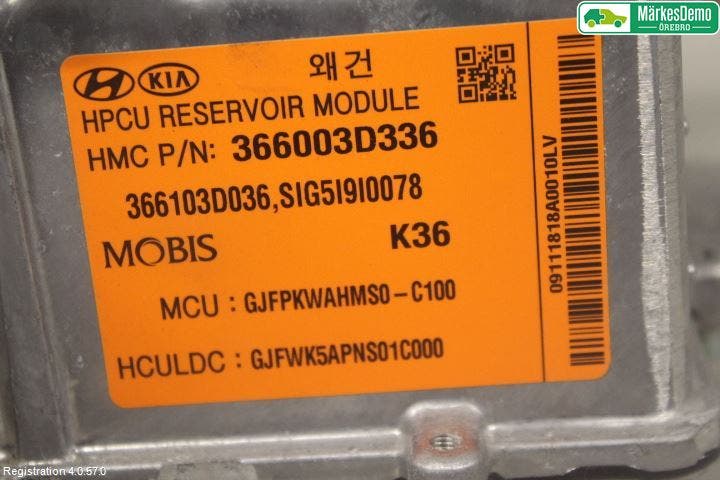 MärkesDemo
ÖREBRO
HYUNDAI KIA
왜건
HPCU RESERVOIR MODULE
HMC P/N: 366003D336
366103D036,SIG5I9I0078
MOBIS K36
MCU : GJFPKWAHMS0-C100
HCULDC : GJFWK5APNS01C000
09111818A0010LV
Registration 4.0.57.0